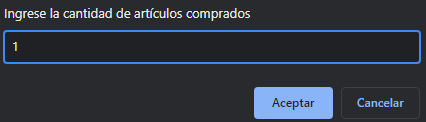 Ingrese la cantidad de artículos comprados
1
Aceptar
Cancelar